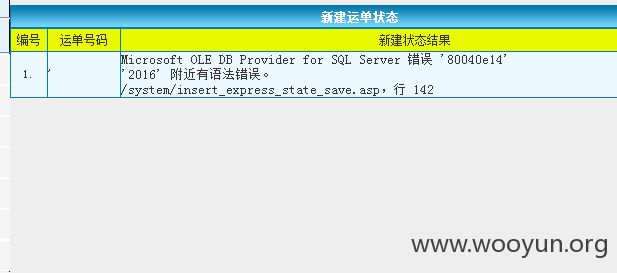 新建运单状态
编号 运单号码 新建状态结果
1. ' Microsoft OLE DB Provider for SQL Server 错误 '80040e14'
'2016' 附近有语法错误。
/system/insert_express_state_save.asp，行 142
www.wooyun.org